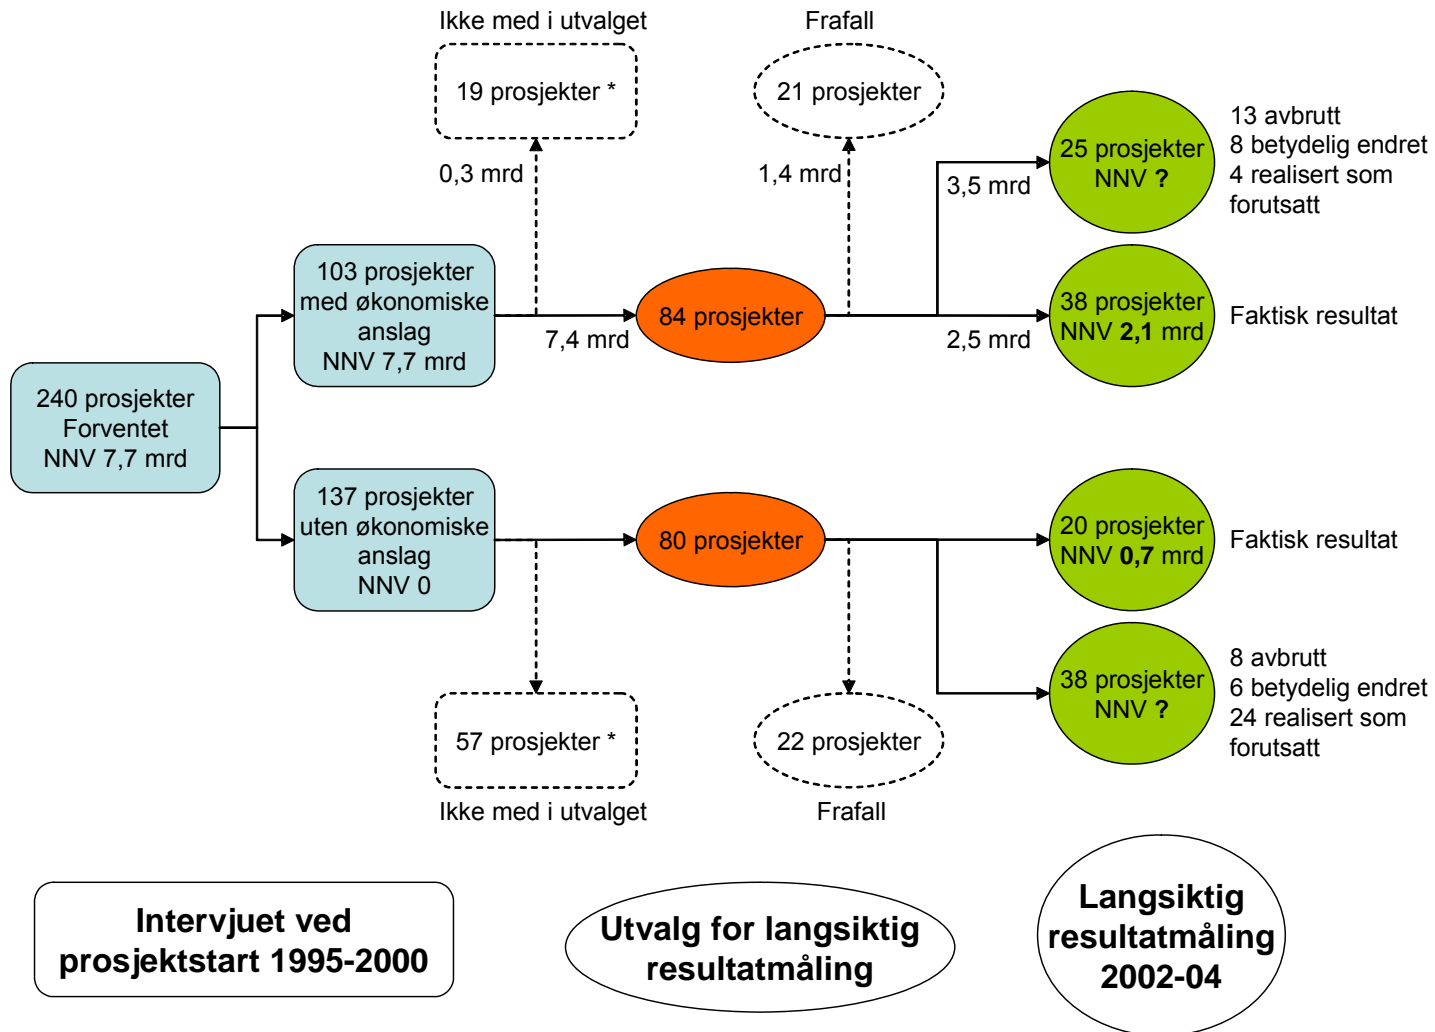 Ikke med i utvalget
19 prosjekter *
0,3 mrd
Frafall
21 prosjekter
1,4 mrd
3,5 mrd
25 prosjekter
NNV ?
13 avbrutt
8 betydelig endret
4 realisert som
forutsatt
240 prosjekter
Forventet
NNV 7,7 mrd
103 prosjekter
med økonomiske
anslag
NNV 7,7 mrd
7,4 mrd
84 prosjekter
2,5 mrd
38 prosjekter
NNV 2,1 mrd
Faktisk resultat
137 prosjekter
uten økonomiske
anslag
NNV 0
80 prosjekter
20 prosjekter
NNV 0,7 mrd
Faktisk resultat
57 prosjekter *
Ikke med i utvalget
22 prosjekter
Frafall
38 prosjekter
NNV ?
8 avbrutt
6 betydelig endret
24 realisert som
forutsatt
Intervjuet ved
prosjektstart 1995-2000
Utvalg for langsiktig
resultatmåling
Langsiktig
resultatmåling
2002-04